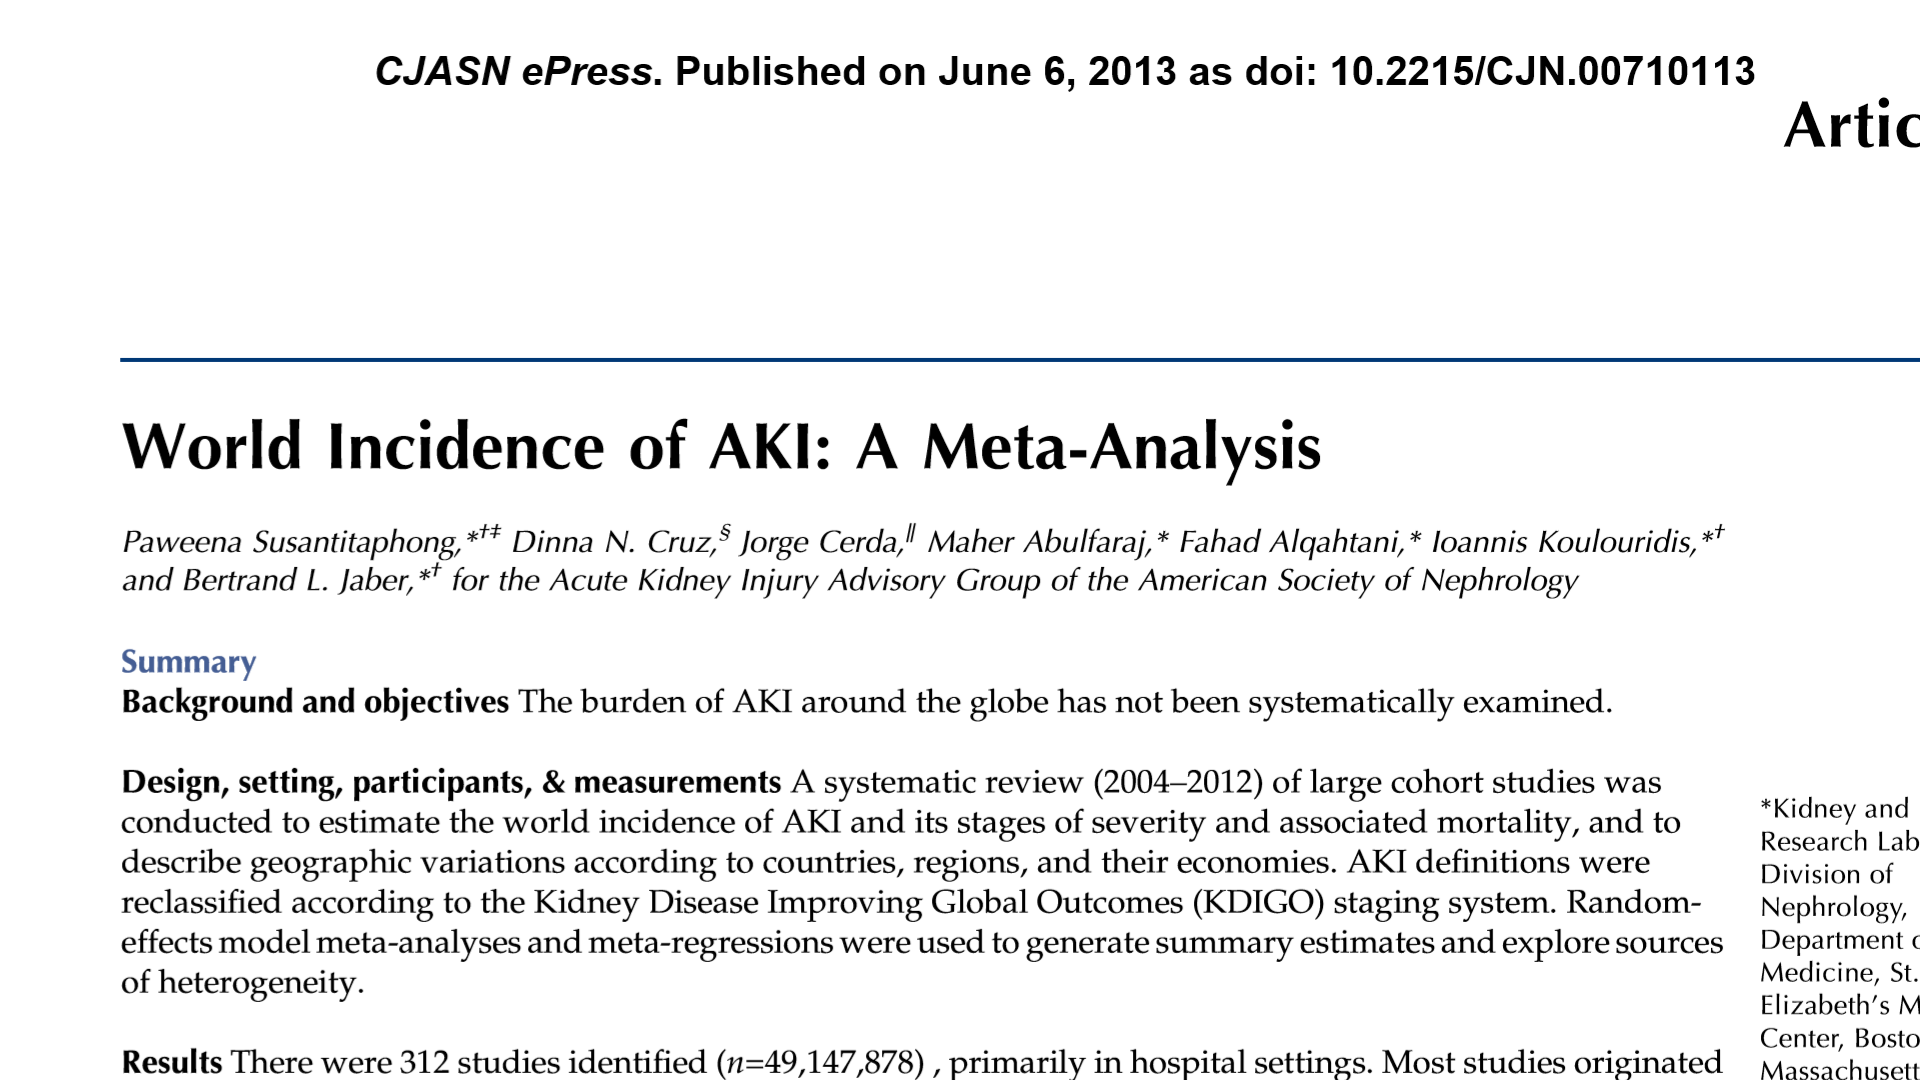 CJASN ePress. Published on June 6, 2013 as doi: 10.2215/CJN.00710113
Artic
World Incidence of AKI: A Meta-Analysis
Paweena Susantitaphong,*†‡ Dinna N. Cruz,§ Jorge Cerda,‖ Maher Abulfaraj,* Fahad Alqahtani,* Ioannis Koulouridis,*†
and Bertrand L. Jaber,*† for the Acute Kidney Injury Advisory Group of the American Society of Nephrology
Summary
Background and objectives The burden of AKI around the globe has not been systematically examined.
Design, setting, participants, & measurements A systematic review (2004–2012) of large cohort studies was
conducted to estimate the world incidence of AKI and its stages of severity and associated mortality, and to
describe geographic variations according to countries, regions, and their economies. AKI definitions were
reclassified according to the Kidney Disease Improving Global Outcomes (KDIGO) staging system. Random-
effects model meta-analyses and meta-regressions were used to generate summary estimates and explore sources
of heterogeneity.
Results There were 312 studies identified (n=49,147,878) , primarily in hospital settings. Most studies originated
*Kidney and
Research Lab
Division of
Nephrology,
Department o
Medicine, St.
Elizabeth's M
Center, Bosto
Massachusett